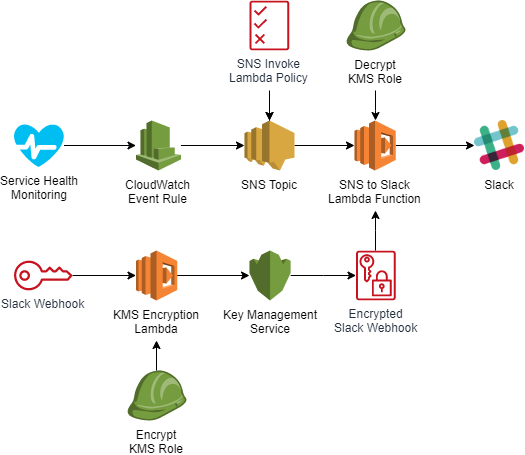 SNS Invoke
Lambda Policy
Decrypt
KMS Role
Service Health
Monitoring
CloudWatch
Event Rule
SNS Topic
SNS to Slack
Lambda Function
Slack
Slack Webhook
KMS Encryption
Lambda
Key Management
Service
Encrypted
Slack Webhook
Encrypt
KMS Role